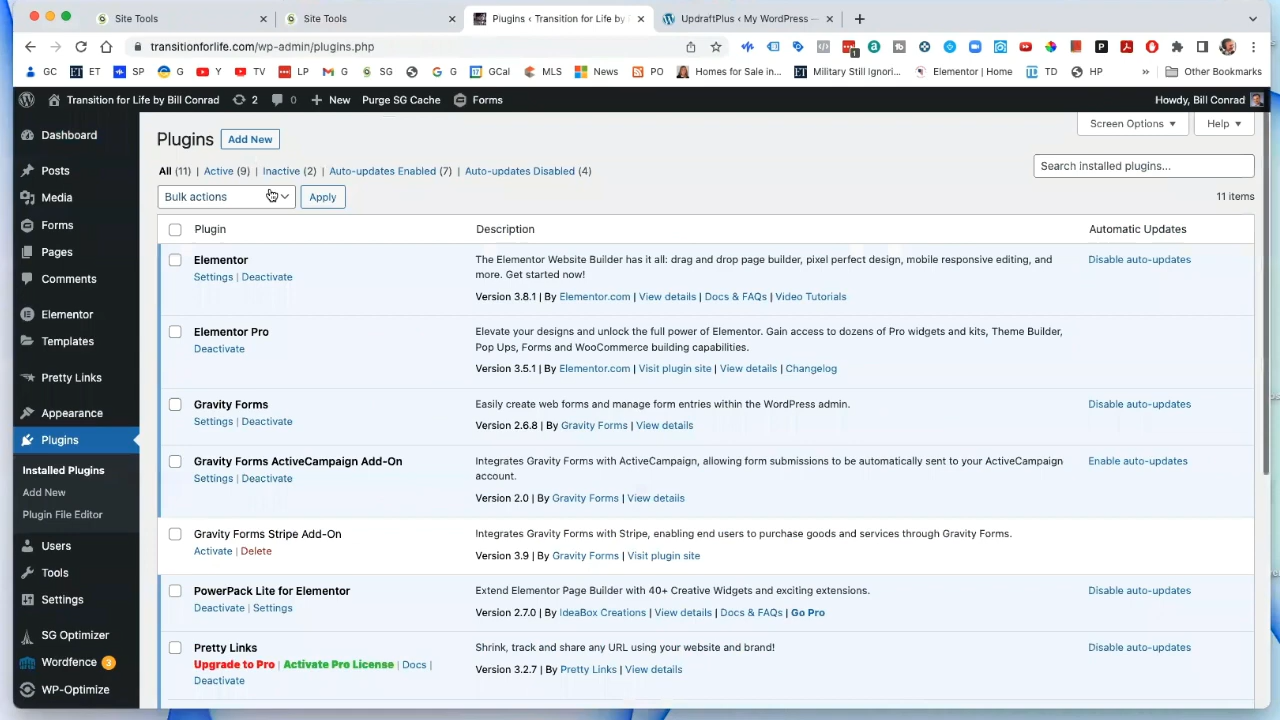 Site Tools
Site Tools
Plugins ‹ Transition for Life by
UpdraftPlus ‹ My WordPress –
transitionforlife.com/wp-admin/plugins.php
1
GC ET SP G Y TV LP G SG G GCal MLS News PO Homes for Sale in... Military Still Ignori... Elementor | Home TD HP » Other Bookmarks
Transition for Life by Bill Conrad 2 0 + New Purge SG Cache Forms Howdy, Bill Conrad
Dashboard
Posts
Media
Forms
Pages
Comments
Elementor
Templates
Pretty Links
Appearance
Plugins
Installed Plugins
Add New
Plugin File Editor
Users
Tools
Settings
SG Optimizer
Wordfence 3
WP-Optimize
Screen Options Help
Plugins Add New
All (11) | Active (9) | Inactive (2) | Auto-updates Enabled (7) | Auto-updates Disabled (4)
Search installed plugins...
Bulk actions Apply
11 items
Plugin Description Automatic Updates
Elementor
Settings | Deactivate
The Elementor Website Builder has it all: drag and drop page builder, pixel perfect design, mobile responsive editing, and
more. Get started now!
Version 3.8.1 | By Elementor.com | View details | Docs & FAQs | Video Tutorials
Disable auto-updates
Elementor Pro
Deactivate
Elevate your designs and unlock the full power of Elementor. Gain access to dozens of Pro widgets and kits, Theme Builder,
Pop Ups, Forms and WooCommerce building capabilities.
Version 3.5.1 | By Elementor.com | Visit plugin site | View details | Changelog
Gravity Forms
Settings | Deactivate
Easily create web forms and manage form entries within the WordPress admin.
Version 2.6.8 | By Gravity Forms | View details
Disable auto-updates
Gravity Forms ActiveCampaign Add-On
Settings | Deactivate
Integrates Gravity Forms with ActiveCampaign, allowing form submissions to be automatically sent to your ActiveCampaign
account.
Version 2.0 | By Gravity Forms | View details
Enable auto-updates
Gravity Forms Stripe Add-On
Activate | Delete
Integrates Gravity Forms with Stripe, enabling end users to purchase goods and services through Gravity Forms.
Version 3.9 | By Gravity Forms | Visit plugin site
PowerPack Lite for Elementor
Deactivate | Settings
Extend Elementor Page Builder with 40+ Creative Widgets and exciting extensions.
Version 2.7.0 | By IdeaBox Creations | View details | Docs & FAQs | Go Pro
Disable auto-updates
Pretty Links
Upgrade to Pro | Activate Pro License | Docs |
Deactivate
Shrink, track and share any URL using your website and brand!
Version 3.2.7 | By Pretty Links | View details
Disable auto-updates